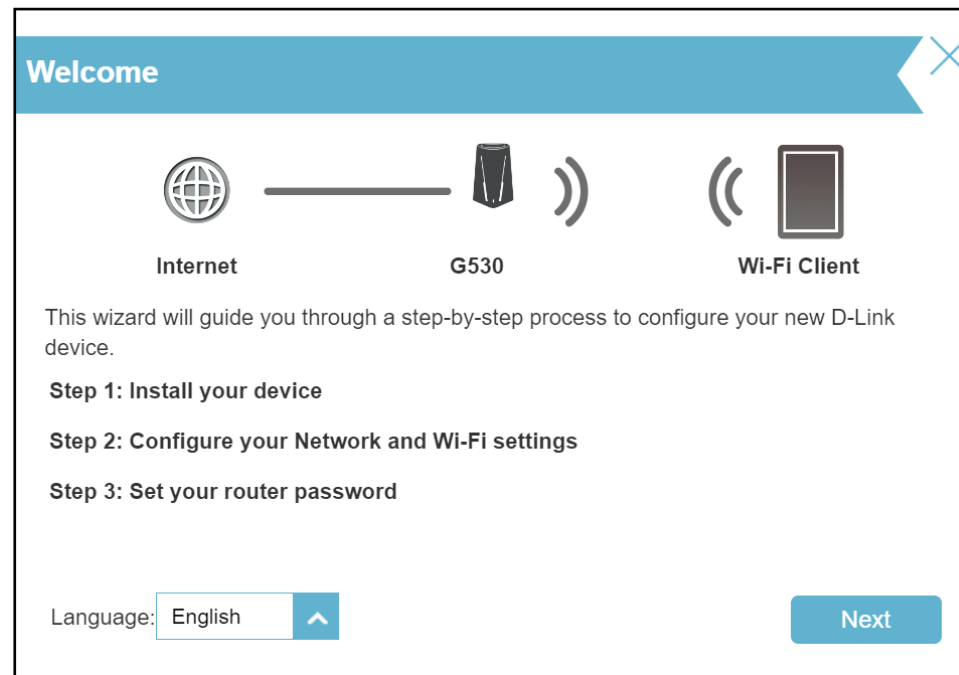 Welcome
Internet
G530
Wi-Fi Client
This wizard will guide you through a step-by-step process to configure your new D-Link
device.
Step 1: Install your device
Step 2: Configure your Network and Wi-Fi settings
Step 3: Set your router password
Language: English
Next